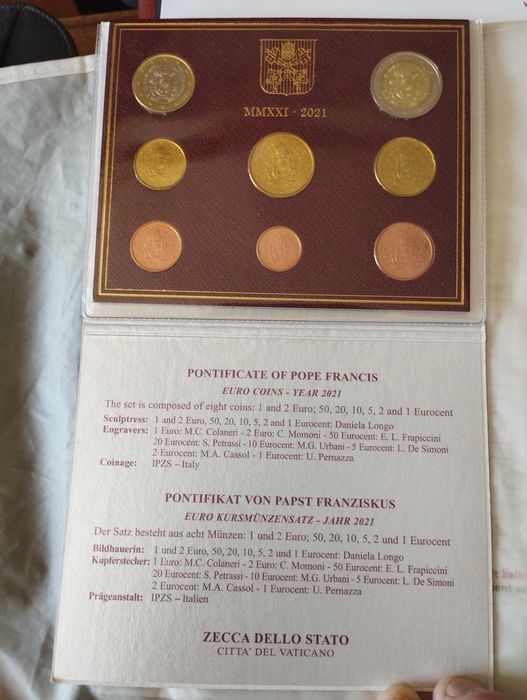 MMXXI - 2021
PONTIFICATE OF POPE FRANCIS
EURO COINS - YEAR 2021
The set is composed of eight coins: 1 and 2 Euro; 50, 20, 10, 5, 2 and 1 Eurocent
Sculptress: 1 and 2 Euro, 50, 20, 10, 5, 2 and 1 Eurocent: Daniela Longo
Engravers: 1 Euro: M.C. Colaneri - 2 Euro: C. Momoni - 50 Eurocent: E. L. Frapiccini
20 Eurocent: S. Petrassi - 10 Eurocent: M.G. Urbani - 5 Eurocent: L. De Simoni
2 Eurocent: M.A. Cassol - 1 Eurocent: U. Pernazza
Coinage: IPZS – Italy
PONTIFIKAT VON PAPST FRANZISKUS
EURO KURSMÜNZENSATZ - JAHR 2021
Der Satz besteht aus acht Münzen: 1 und 2 Euro; 50, 20, 10, 5, 2 und 1 Eurocent
Bildhauerin: 1 und 2 Euro, 50, 20, 10, 5, 2 und 1 Eurocent: Daniela Longo
Kupferstecher: 1 Euro: M.C. Colaneri - 2 Euro: C. Momoni - 50 Eurocent: E. L. Frapiccini
20 Eurocent: S. Petrassi - 10 Eurocent: M.G. Urbani - 5 Eurocent: L. De Simoni
2 Eurocent: M.A. Cassol - 1 Eurocent: U. Pernazza
Prägeanstalt: IPZS – Italien
ZECCA DELLO STATO
CITTA' DEL VATICANO